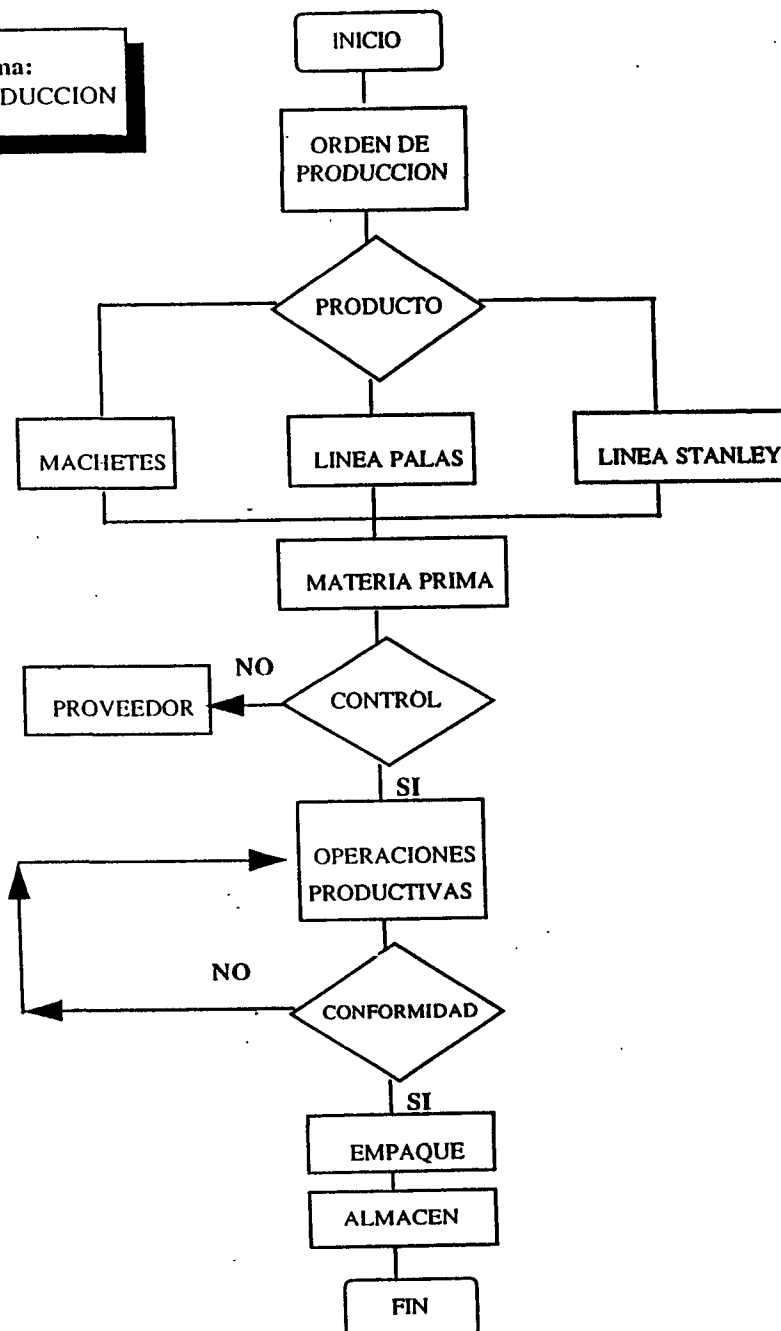 INICIO
ma:
DUCCION
ORDEN DE
PRODUCCION
PRODUCTO
MACHETES
LINEA PALAS
LINEA STANLEY
MATERIA PRIMA
NO
CONTROL
PROVEEDOR
SI
OPERACIONES
PRODUCTIVAS
NO
CONFORMIDAD
SI
EMPAQUE
ALMACEN
FIN